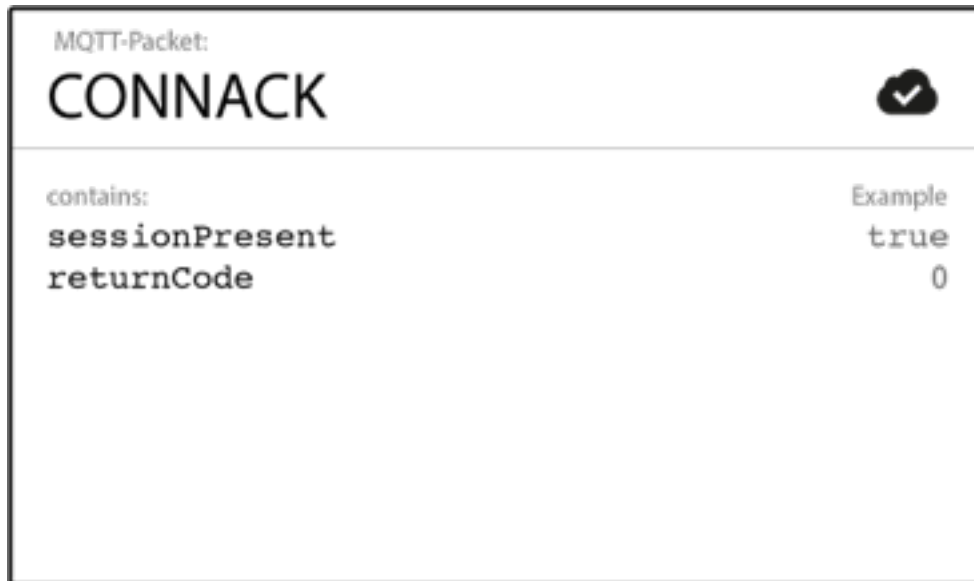 MQTT-Packet:
CONNACK
contains: Example
sessionPresent true
returnCode 0